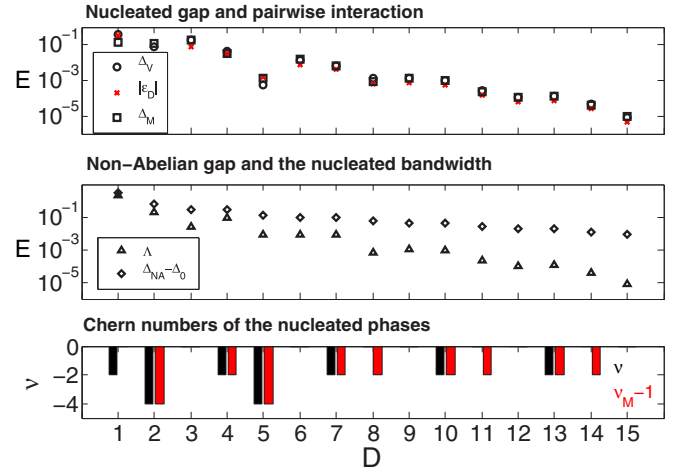 Nucleated gap and pairwise interaction
E
10⁻¹
10⁻³
10⁻⁵
Δ_V
|ε_D|
Δ_M
Non−Abelian gap and the nucleated bandwidth
E
10⁻¹
10⁻³
10⁻⁵
Λ
Δ_NA−Δ_0
Chern numbers of the nucleated phases
ν
0
−2
−4
ν
ν_M−1
1 2 3 4 5 6 7 8 9 10 11 12 13 14 15
D